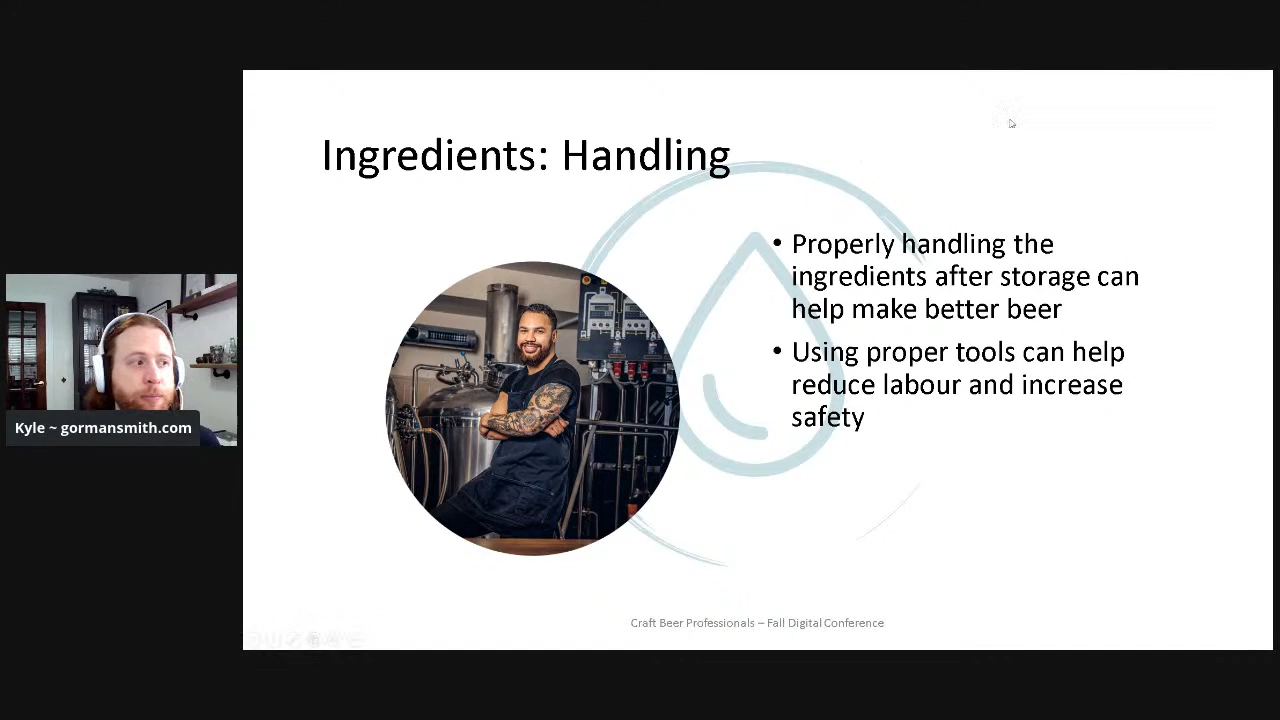 Ingredients: Handling
• Properly handling the
ingredients after storage can
help make better beer
• Using proper tools can help
reduce labour and increase
safety
Kyle ~ gormansmith.com
Craft Beer Professionals – Fall Digital Conference